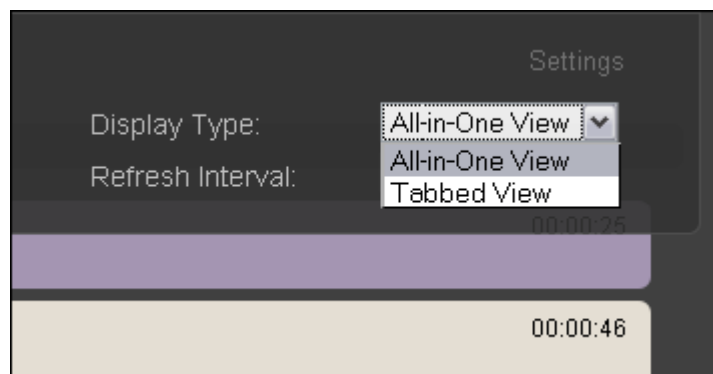 Settings
Display Type: All-in-One View
All-in-One View
Refresh Interval:
Tabbed View
00:00:25
00:00:46